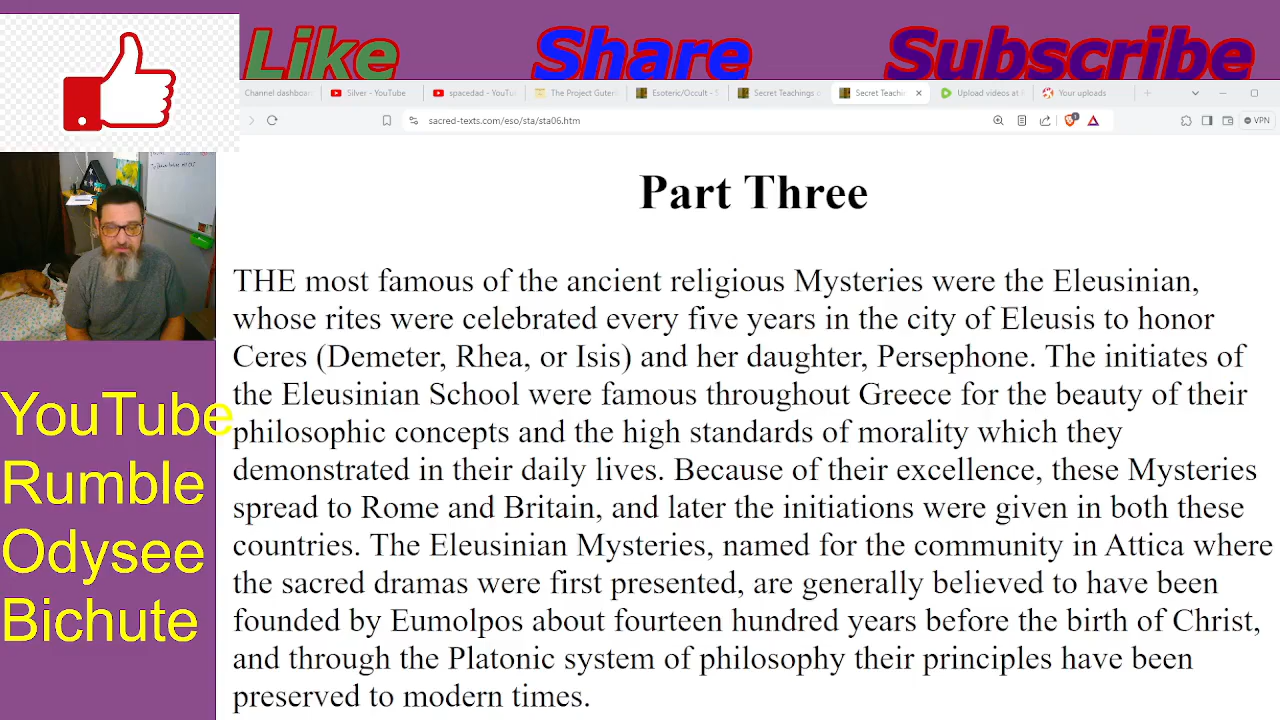 Like Share Subscribe
Channel dashboar Silver - YouTube spacedad - YouTube The Project Guten Esoteric/Occult - S Secret Teachings o Secret Teachin Upload videos at R Your uploads
sacred-texts.com/eso/sta/sta06.htm VPN
Part Three
THE most famous of the ancient religious Mysteries were the Eleusinian,
whose rites were celebrated every five years in the city of Eleusis to honor
Ceres (Demeter, Rhea, or Isis) and her daughter, Persephone. The initiates of
the Eleusinian School were famous throughout Greece for the beauty of their
philosophic concepts and the high standards of morality which they
demonstrated in their daily lives. Because of their excellence, these Mysteries
spread to Rome and Britain, and later the initiations were given in both these
countries. The Eleusinian Mysteries, named for the community in Attica where
the sacred dramas were first presented, are generally believed to have been
founded by Eumolpos about fourteen hundred years before the birth of Christ,
and through the Platonic system of philosophy their principles have been
preserved to modern times.
YouTube
Rumble
Odysee
Bichute